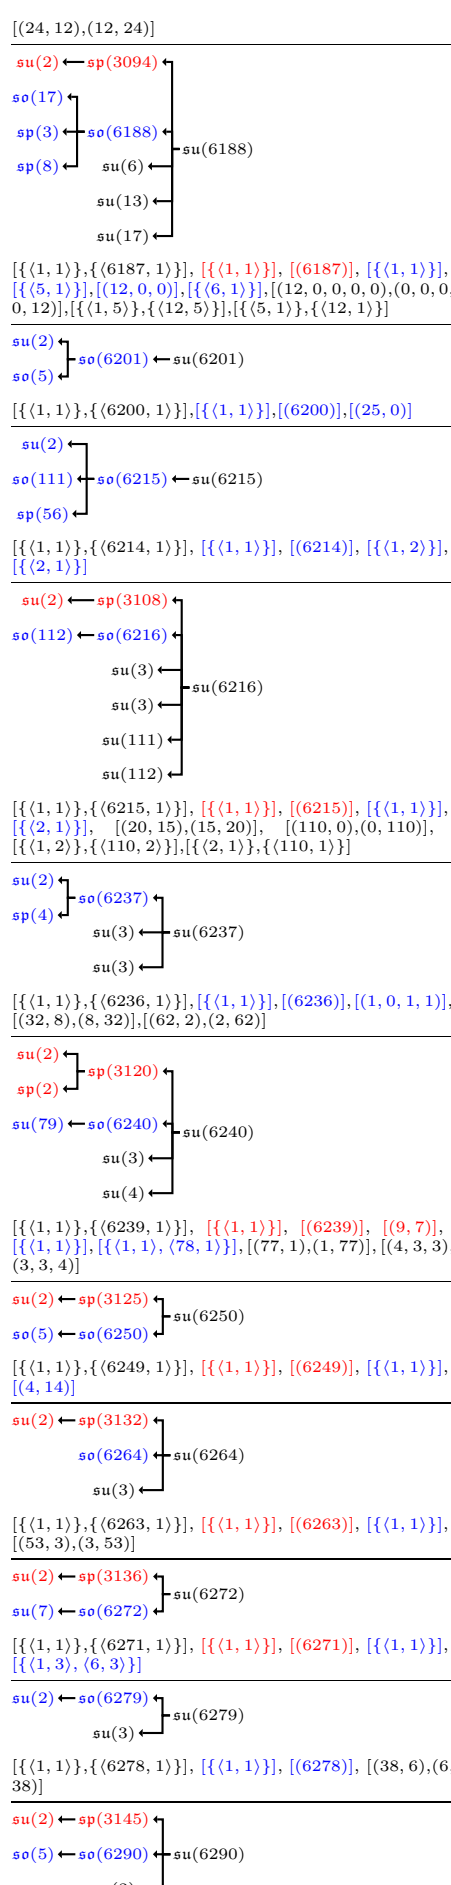 [(24, 12),(12, 24)]
𝔰𝔲(2) 𝔰𝔭(3094)
𝔰𝔬(17)
𝔰𝔭(3) 𝔰𝔬(6188)
𝔰𝔲(6188)
𝔰𝔭(8) 𝔰𝔲(6)
𝔰𝔲(13)
𝔰𝔲(17)
[{⟨1, 1⟩},{⟨6187, 1⟩}], [{⟨1, 1⟩}], [(6187)], [{⟨1, 1⟩}],
[{⟨5, 1⟩}],[(12, 0, 0)],[{⟨6, 1⟩}],[(12, 0, 0, 0, 0),(0, 0, 0,
0, 12)],[{⟨1, 5⟩},{⟨12, 5⟩}],[{⟨5, 1⟩},{⟨12, 1⟩}]
𝔰𝔲(2)
𝔰𝔬(6201) 𝔰𝔲(6201)
𝔰𝔬(5)
[{⟨1, 1⟩},{⟨6200, 1⟩}],[{⟨1, 1⟩}],[(6200)],[(25, 0)]
𝔰𝔲(2)
𝔰𝔬(111) 𝔰𝔬(6215) 𝔰𝔲(6215)
𝔰𝔭(56)
[{⟨1, 1⟩},{⟨6214, 1⟩}], [{⟨1, 1⟩}], [(6214)], [{⟨1, 2⟩}],
[{⟨2, 1⟩}]
𝔰𝔲(2) 𝔰𝔭(3108)
𝔰𝔬(112) 𝔰𝔬(6216)
𝔰𝔲(3)
𝔰𝔲(6216)
𝔰𝔲(3)
𝔰𝔲(111)
𝔰𝔲(112)
[{⟨1, 1⟩},{⟨6215, 1⟩}], [{⟨1, 1⟩}], [(6215)], [{⟨1, 1⟩}],
[{⟨2, 1⟩}], [(20, 15),(15, 20)], [(110, 0),(0, 110)],
[{⟨1, 2⟩},{⟨110, 2⟩}],[{⟨2, 1⟩},{⟨110, 1⟩}]
𝔰𝔲(2)
𝔰𝔬(6237)
𝔰𝔭(4)
𝔰𝔲(3) 𝔰𝔲(6237)
𝔰𝔲(3)
[{⟨1, 1⟩},{⟨6236, 1⟩}],[{⟨1, 1⟩}],[(6236)],[(1, 0, 1, 1)],
[(32, 8),(8, 32)],[(62, 2),(2, 62)]
𝔰𝔲(2)
𝔰𝔭(3120)
𝔰𝔭(2)
𝔰𝔲(79) 𝔰𝔬(6240)
𝔰𝔲(6240)
𝔰𝔲(3)
𝔰𝔲(4)
[{⟨1, 1⟩},{⟨6239, 1⟩}], [{⟨1, 1⟩}], [(6239)], [(9, 7)],
[{⟨1, 1⟩}],[{⟨1, 1⟩, ⟨78, 1⟩}],[(77, 1),(1, 77)],[(4, 3, 3),
(3, 3, 4)]
𝔰𝔲(2) 𝔰𝔭(3125)
𝔰𝔲(6250)
𝔰𝔬(5) 𝔰𝔬(6250)
[{⟨1, 1⟩},{⟨6249, 1⟩}], [{⟨1, 1⟩}], [(6249)], [{⟨1, 1⟩}],
[(4, 14)]
𝔰𝔲(2) 𝔰𝔭(3132)
𝔰𝔬(6264) 𝔰𝔲(6264)
𝔰𝔲(3)
[{⟨1, 1⟩},{⟨6263, 1⟩}], [{⟨1, 1⟩}], [(6263)], [{⟨1, 1⟩}],
[(53, 3),(3, 53)]
𝔰𝔲(2) 𝔰𝔭(3136)
𝔰𝔲(6272)
𝔰𝔲(7) 𝔰𝔬(6272)
[{⟨1, 1⟩},{⟨6271, 1⟩}], [{⟨1, 1⟩}], [(6271)], [{⟨1, 1⟩}],
[{⟨1, 3⟩, ⟨6, 3⟩}]
𝔰𝔲(2) 𝔰𝔬(6279)
𝔰𝔲(6279)
𝔰𝔲(3)
[{⟨1, 1⟩},{⟨6278, 1⟩}], [{⟨1, 1⟩}], [(6278)], [(38, 6),(6,
38)]
𝔰𝔲(2) 𝔰𝔭(3145)
𝔰𝔬(5) 𝔰𝔬(6290) 𝔰𝔲(6290)